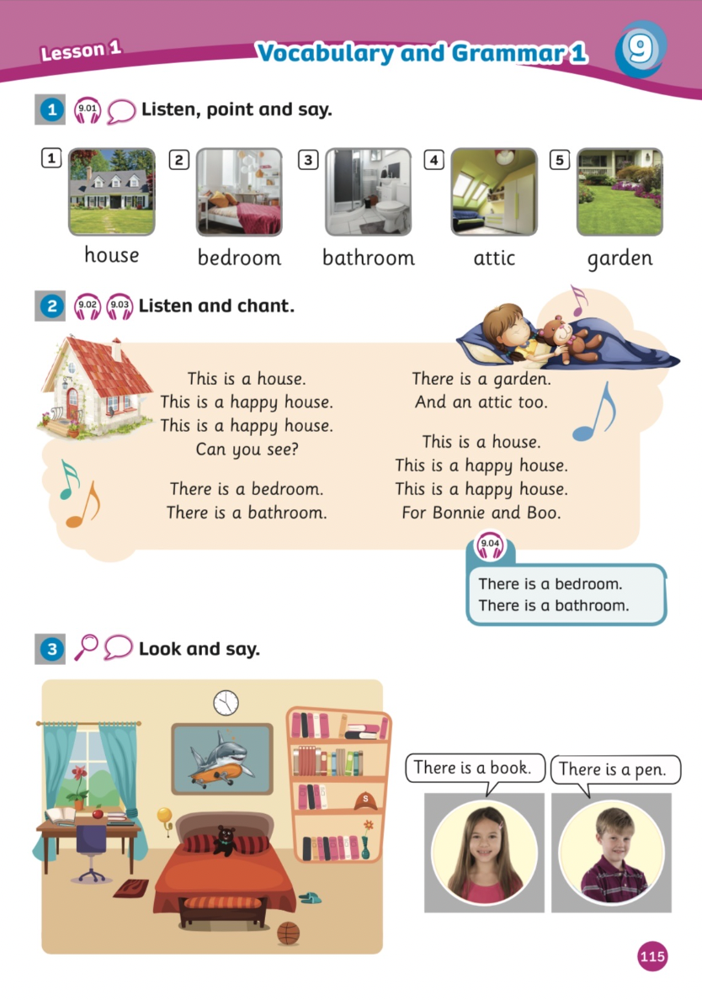 Lesson 1
Vocabulary and Grammar 1
9
1 9.01 Listen, point and say.
1
2
3
4
5
house
bedroom
bathroom
attic
garden
2 9.02 9.03 Listen and chant.
This is a house.
This is a happy house.
This is a happy house.
Can you see?
There is a bedroom.
There is a bathroom.
There is a garden.
And an attic too.
This is a house.
This is a happy house.
This is a happy house.
For Bonnie and Boo.
9.04
There is a bedroom.
There is a bathroom.
3 Look and say.
S
There is a book.
There is a pen.
115